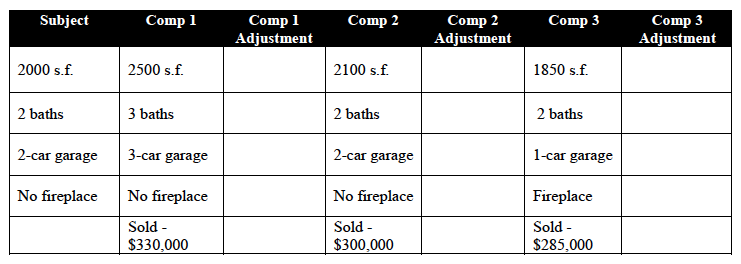 Subject Comp 1 Comp 1 Adjustment Comp 2 Comp 2 Adjustment Comp 3 Comp 3 Adjustment
2000 s.f. 2500 s.f. 2100 s.f. 1850 s.f.
2 baths 3 baths 2 baths 2 baths
2-car garage 3-car garage 2-car garage 1-car garage
No fireplace No fireplace No fireplace Fireplace
Sold - Sold - Sold -
$330,000 $300,000 $285,000